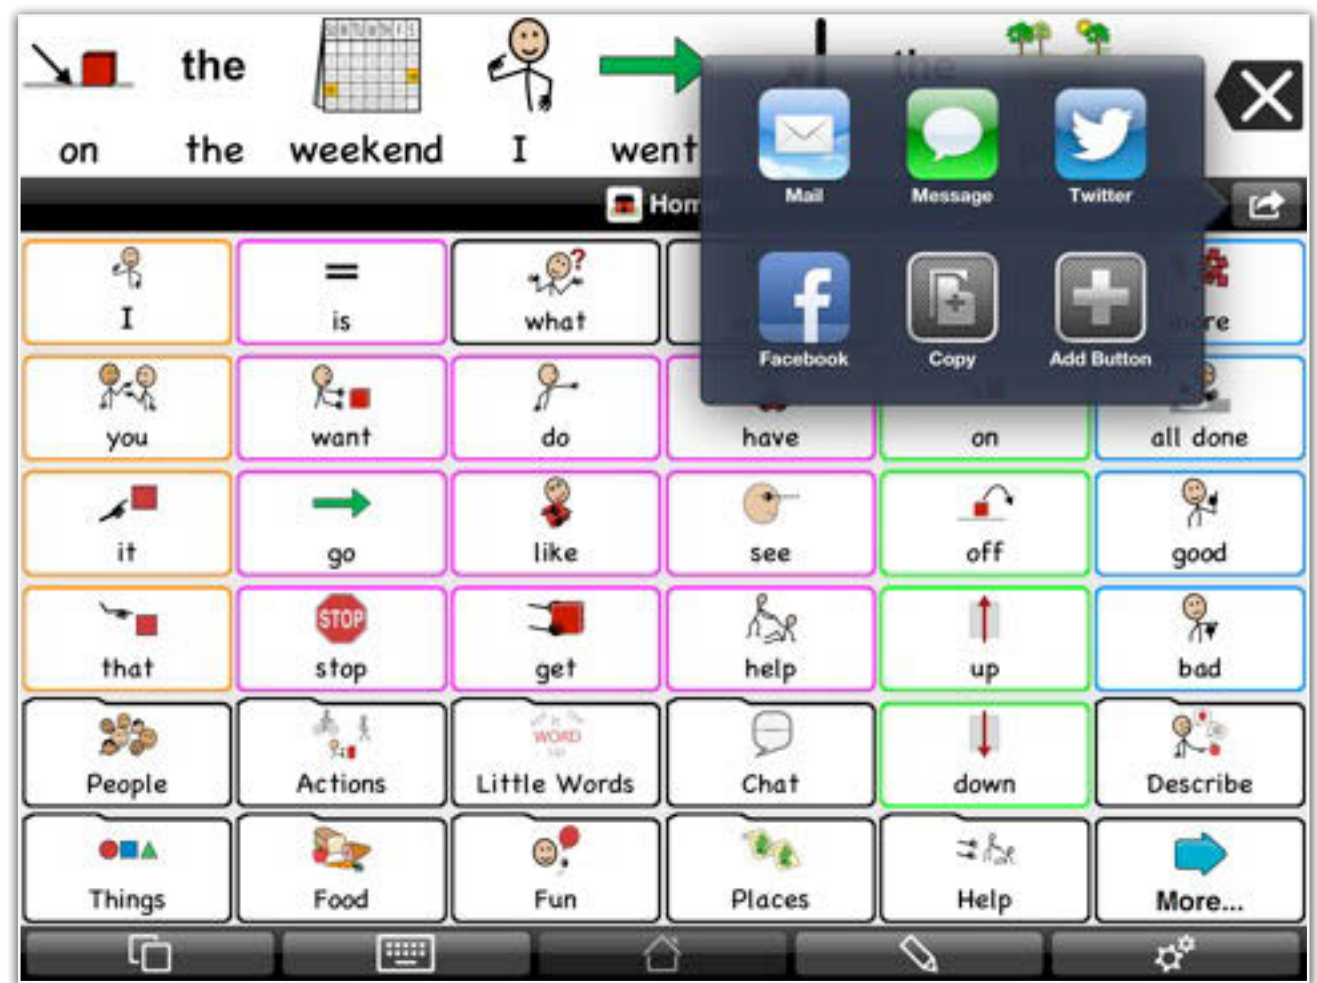 the
on the weekend I went
Home
Mail Message Twitter
Facebook Copy Add Button
I is what
you want do have on all done
it go like see off good
STOP
that stop get help up bad
WORD
People Actions Little Words Chat down Describe
Things Food Fun Places Help More...